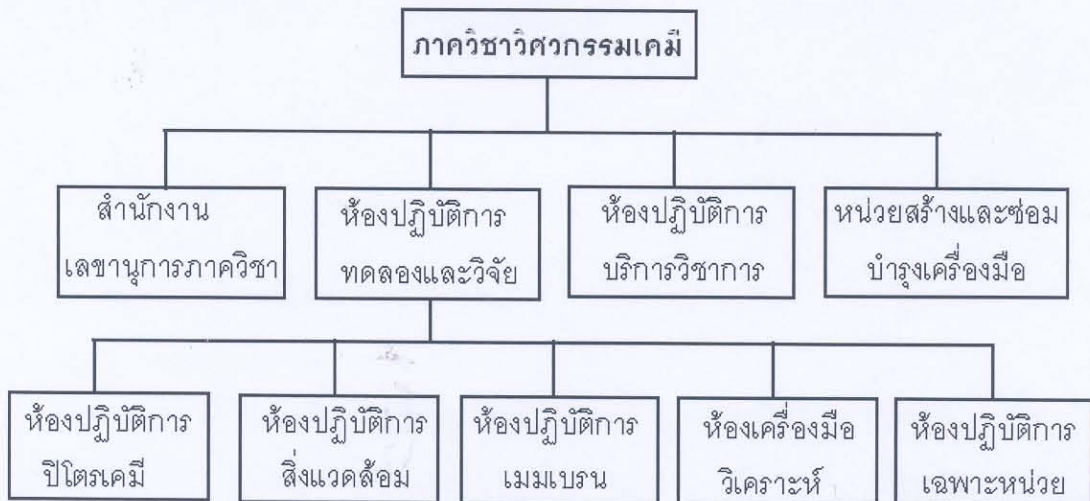 ภาควิชาวิศวกรรมเคมี
สำนักงาน
เลขานุการภาควิชา
ห้องปฏิบัติการ
ทดลองและวิจัย
ห้องปฏิบัติการ
บริการวิชาการ
หน่วยสร้างและซ่อม
บำรุงเครื่องมือ
ห้องปฏิบัติการ
ปิโตรเคมี
ห้องปฏิบัติการ
สิ่งแวดล้อม
ห้องปฏิบัติการ
เมมเบรน
ห้องเครื่องมือ
วิเคราะห์
ห้องปฏิบัติการ
เฉพาะหน่วย